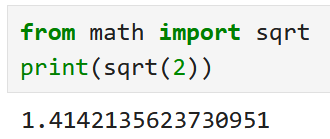 from math import sqrt
print(sqrt(2))
1.4142135623730951